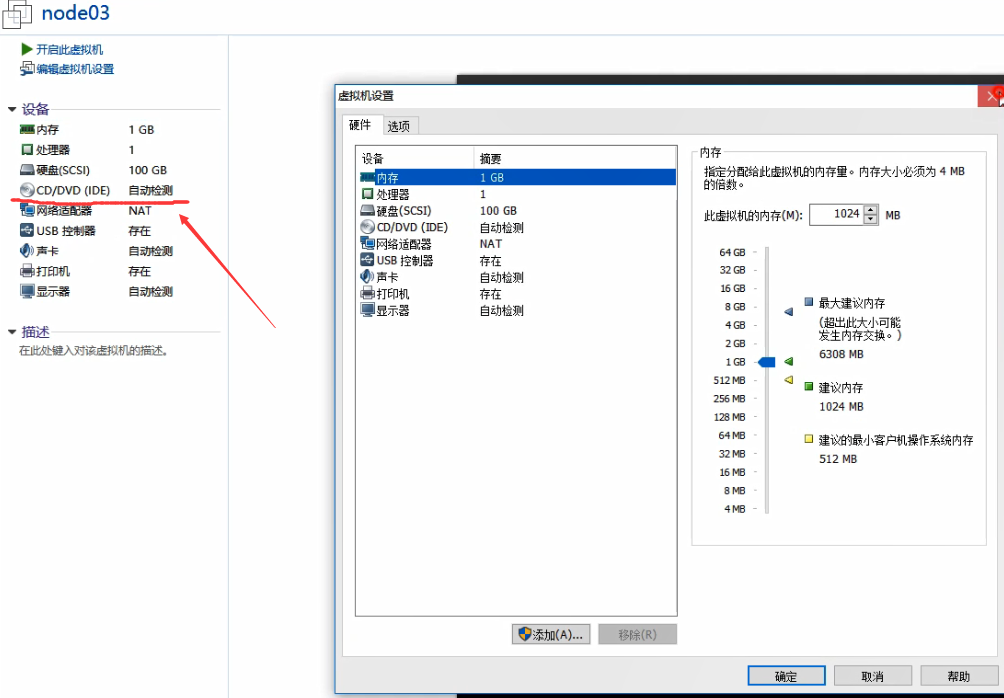 node03
开启此虚拟机
编辑虚拟机设置
设备
内存 1 GB
处理器 1
硬盘(SCSI) 100 GB
CD/DVD (IDE) 自动检测
网络适配器 NAT
USB 控制器 存在
声卡 自动检测
打印机 存在
显示器 自动检测
描述
在此处键入对该虚拟机的描述。
虚拟机设置
硬件 选项
设备 摘要
内存 1 GB
处理器 1
硬盘(SCSI) 100 GB
CD/DVD (IDE) 自动检测
网络适配器 NAT
USB 控制器 存在
声卡 自动检测
打印机 存在
显示器 自动检测
添加(A)... 移除(R)
内存
指定分配给此虚拟机的内存量。内存大小必须为 4 MB
的倍数。
此虚拟机的内存(M): 1024 MB
64 GB
32 GB
16 GB
8 GB
4 GB
2 GB
1 GB
512 MB
256 MB
128 MB
64 MB
32 MB
16 MB
8 MB
4 MB
最大建议内存
(超出此大小可能
发生内存交换。)
6308 MB
建议内存
1024 MB
建议的最小客户机操作系统内存
512 MB
确定 取消 帮助